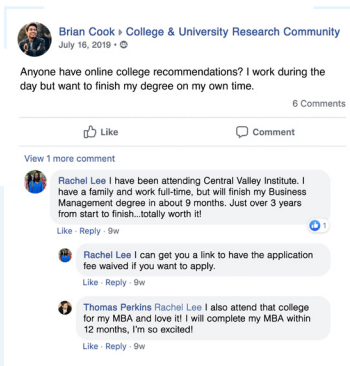 Brian Cook ▸ College & University Research Community
July 16, 2019 ·
Anyone have online college recommendations? I work during the
day but want to finish my degree on my own time.
6 Comments
Like
Comment
View 1 more comment
Rachel Lee I have been attending Central Valley Institute. I
have a family and work full-time, but will finish my Business
Management degree in about 9 months. Just over 3 years
from start to finish...totally worth it!
1
Like · Reply · 9w
Rachel Lee I can get you a link to have the application
fee waived if you want to apply.
Like · Reply · 9w
Thomas Perkins Rachel Lee I also attend that college
for my MBA and love it! I will complete my MBA within
12 months, I'm so excited!
Like · Reply · 9w